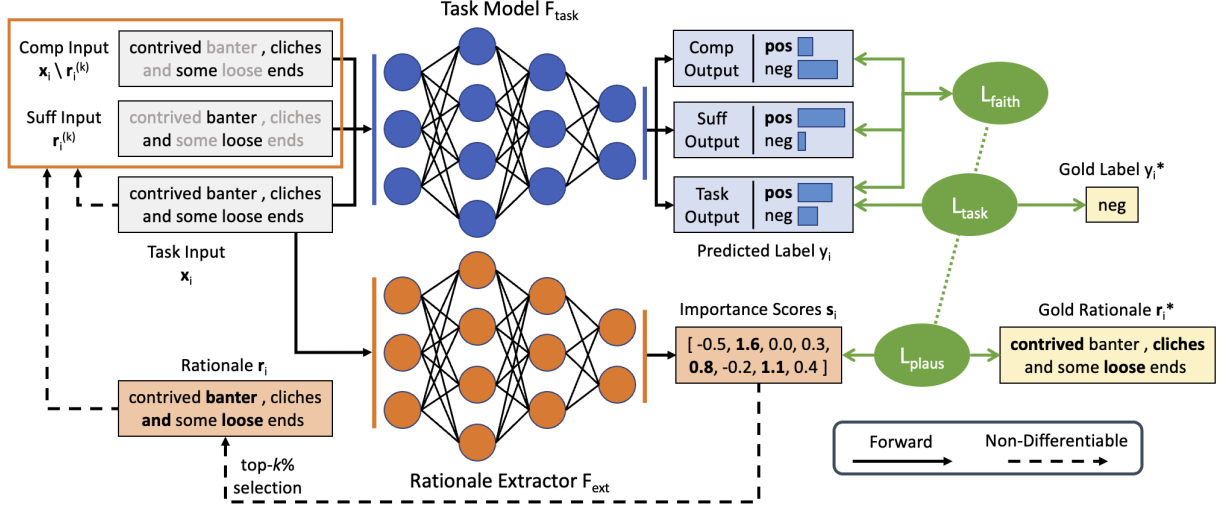 Task Model F_task
Comp Input
x_i \ r_i^(k)
contrived banter , cliches
and some loose ends
Suff Input
r_i^(k)
contrived banter , cliches
and some loose ends
contrived banter , cliches
and some loose ends
Task Input
x_i
Comp
Output
pos
neg
Suff
Output
pos
neg
Task
Output
pos
neg
Predicted Label y_i
L_faith
L_task
Gold Label y_i*
neg
Importance Scores s_i
[ -0.5, 1.6, 0.0, 0.3,
0.8, -0.2, 1.1, 0.4 ]
L_plaus
Gold Rationale r_i*
contrived banter , cliches
and some loose ends
Rationale r_i
contrived banter , cliches
and some loose ends
top-k%
selection
Rationale Extractor F_ext
Forward
Non-Differentiable